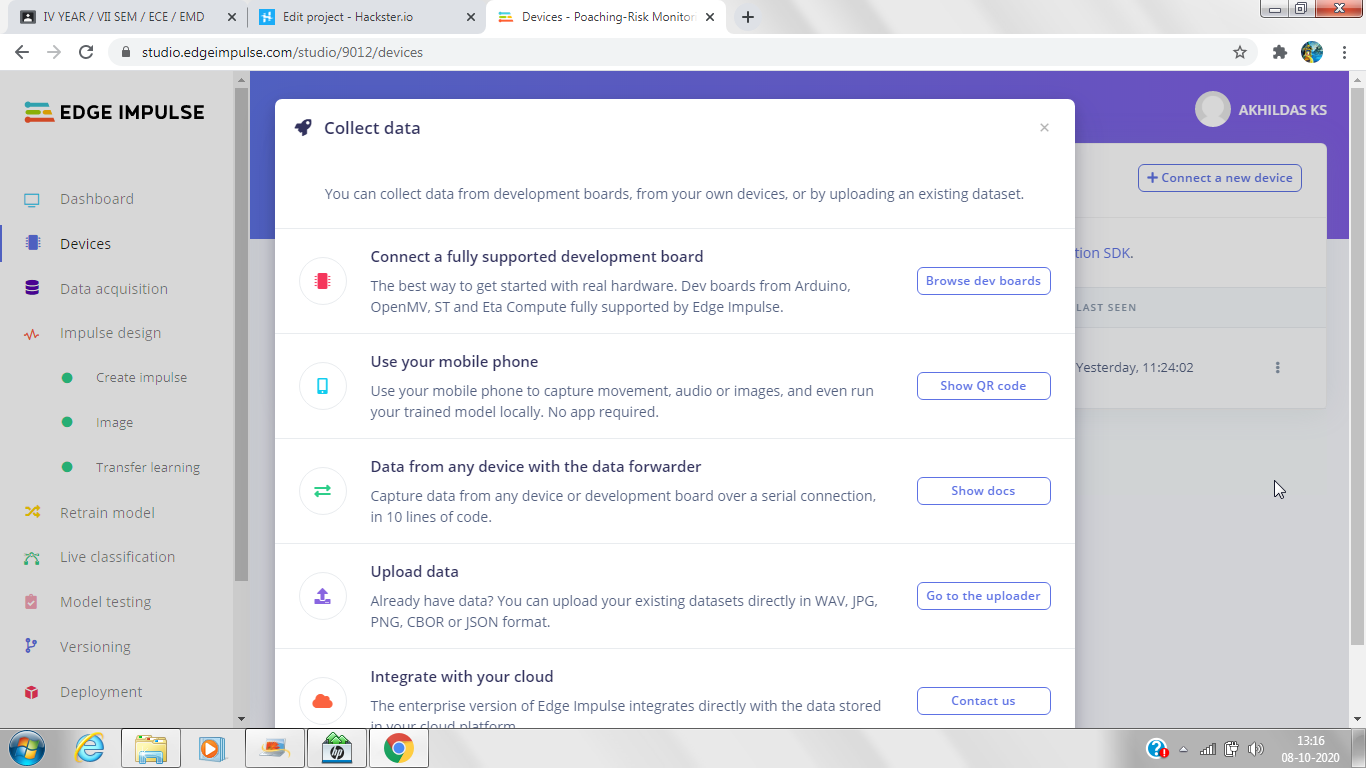 IV YEAR / VII SEM / ECE / EMD
Edit project - Hackster.io
Devices - Poaching-Risk Monitor
studio.edgeimpulse.com/studio/9012/devices
EDGE IMPULSE
Dashboard
Devices
Data acquisition
Impulse design
Create impulse
Image
Transfer learning
Retrain model
Live classification
Model testing
Versioning
Deployment
AKHILDAS KS
+ Connect a new device
tion SDK.
LAST SEEN
Yesterday, 11:24:02
Collect data
×
You can collect data from development boards, from your own devices, or by uploading an existing dataset.
Connect a fully supported development board
The best way to get started with real hardware. Dev boards from Arduino,
OpenMV, ST and Eta Compute fully supported by Edge Impulse.
Browse dev boards
Use your mobile phone
Use your mobile phone to capture movement, audio or images, and even run
your trained model locally. No app required.
Show QR code
Data from any device with the data forwarder
Capture data from any device or development board over a serial connection,
in 10 lines of code.
Show docs
Upload data
Already have data? You can upload your existing datasets directly in WAV, JPG,
PNG, CBOR or JSON format.
Go to the uploader
Integrate with your cloud
The enterprise version of Edge Impulse integrates directly with the data stored
in your cloud platform.
Contact us
hp
13:16
08-10-2020